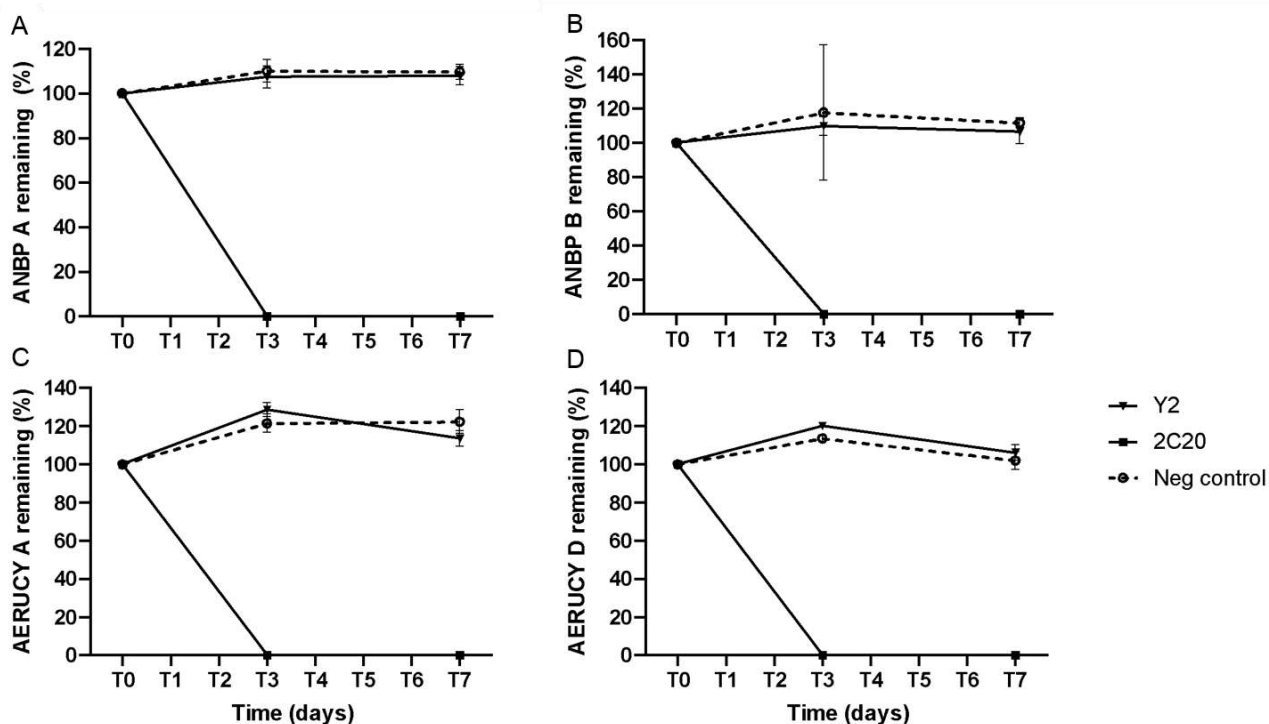 A
ANBP A remaining (%)
120
100
80
60
40
20
0
T0 T1 T2 T3 T4 T5 T6 T7
B
ANBP B remaining (%)
160
140
120
100
80
60
40
20
0
T0 T1 T2 T3 T4 T5 T6 T7
C
AERUCY A remaining (%)
140
120
100
80
60
40
20
0
T0 T1 T2 T3 T4 T5 T6 T7
Time (days)
D
AERUCY D remaining (%)
140
120
100
80
60
40
20
0
T0 T1 T2 T3 T4 T5 T6 T7
Time (days)
Y2
2C20
Neg control